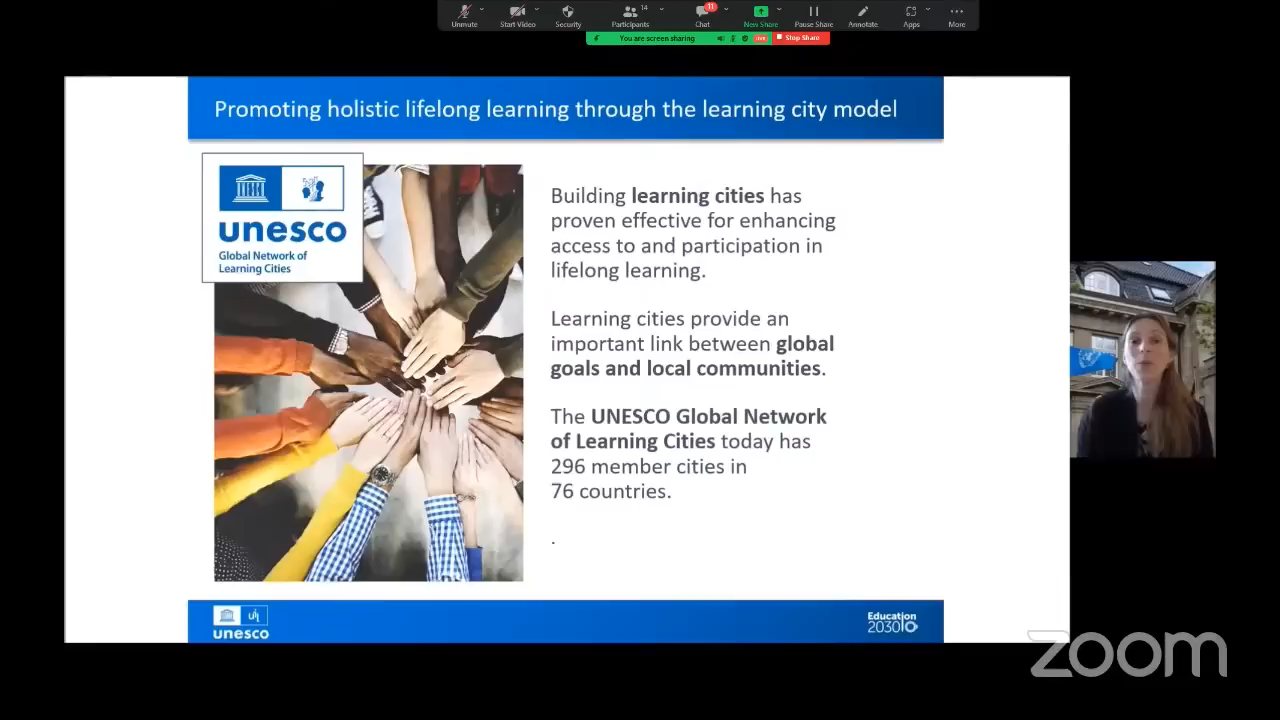 Unmute
Start Video
Security
14
Participants
11
Chat
New Share
Pause Share
Annotate
Apps
More
You are screen sharing
LIVE
Stop Share
Promoting holistic lifelong learning through the learning city model
unesco
Global Network of
Learning Cities
Building learning cities has
proven effective for enhancing
access to and participation in
lifelong learning.
Learning cities provide an
important link between global
goals and local communities.
The UNESCO Global Network
of Learning Cities today has
296 member cities in
76 countries.
.
unesco
Education
2030
zoom